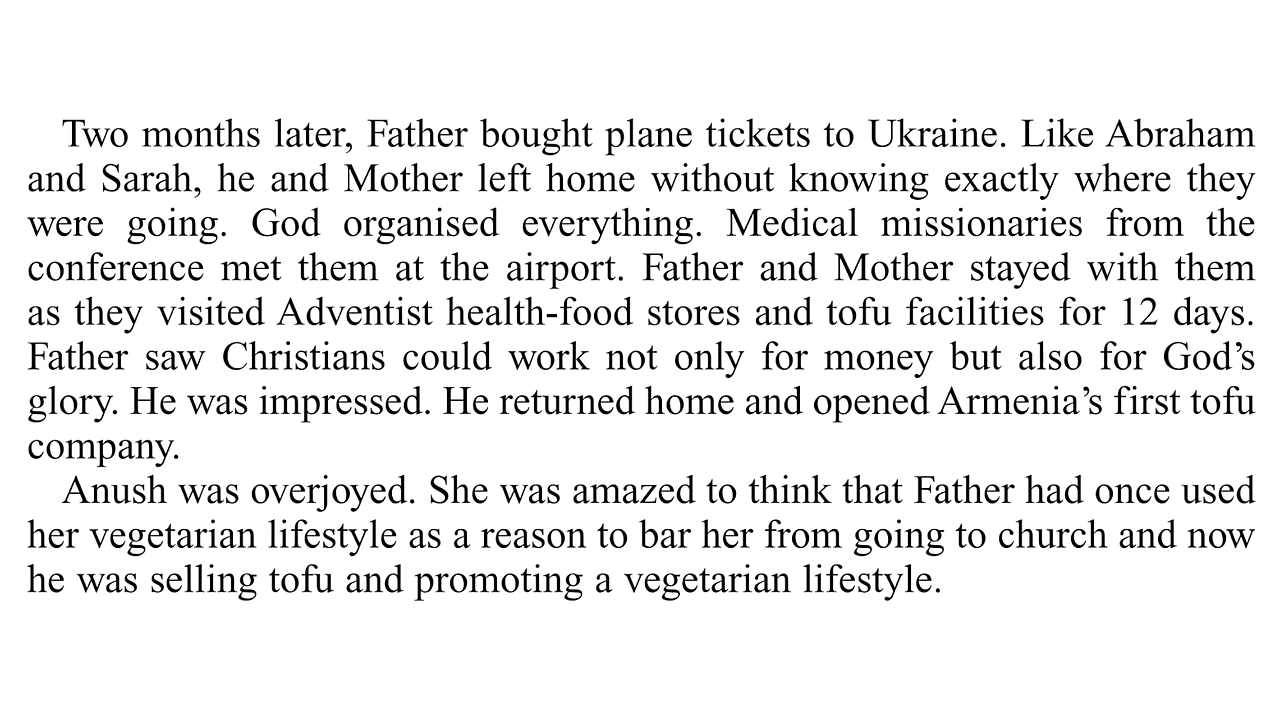 Two months later, Father bought plane tickets to Ukraine. Like Abraham
and Sarah, he and Mother left home without knowing exactly where they
were going. God organised everything. Medical missionaries from the
conference met them at the airport. Father and Mother stayed with them
as they visited Adventist health-food stores and tofu facilities for 12 days.
Father saw Christians could work not only for money but also for God’s
glory. He was impressed. He returned home and opened Armenia’s first tofu
company.
Anush was overjoyed. She was amazed to think that Father had once used
her vegetarian lifestyle as a reason to bar her from going to church and now
he was selling tofu and promoting a vegetarian lifestyle.